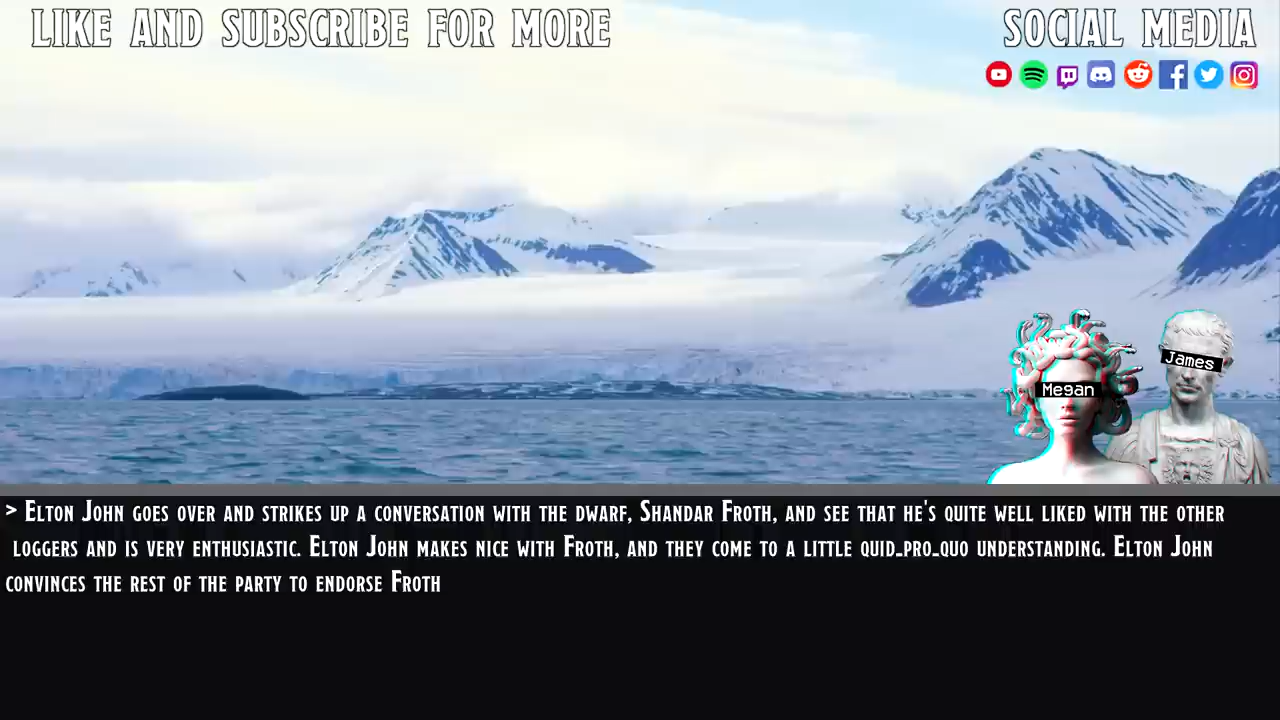 LIKE AND SUBSCRIBE FOR MORE
SOCIAL MEDIA
James
Megan
> Elton John goes over and strikes up a conversation with the dwarf, Shandar Froth, and see that he's quite well liked with the other
loggers and is very enthusiastic. Elton John makes nice with Froth, and they come to a little quid-pro-quo understanding. Elton John
convinces the rest of the party to endorse Froth